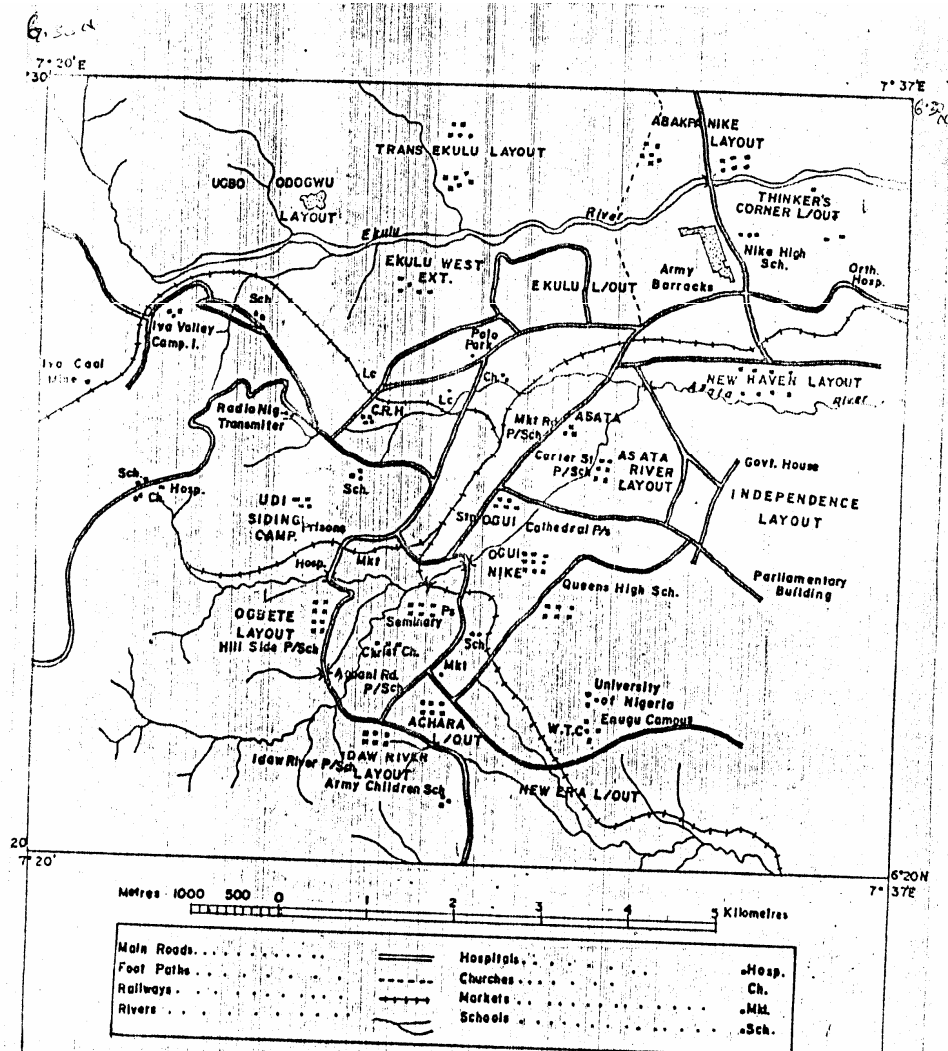 7° 20' E
30'
7° 37'E
ABAKPA NIKE
LAYOUT
TRANS EKULU LAYOUT
UGBO ODOGWU
LAYOUT
THINKER'S
CORNER L/OUT
River
Ekulu
Nike High
Sch.
EKULU WEST
EXT.
EKULU L/OUT
Army
Barracks
Orth.
Hosp.
Sch
Iva Valley
Camp. I.
Polo
Park
Iva Coal
Mine
Lc
Ch.
NEW HAVEN LAYOUT
Asata
River
Lc
C.R.H
Radio Nig.
Transmiter
Mkt Rd
P/Sch
ASATA
Carter St
P/Sch
ASATA
RIVER
LAYOUT
Govt. House
Sch.
Hosp.
Ch.
Sch.
INDEPENDENCE
LAYOUT
UDI
SIDING
CAMP.
Prisons
Stn
OGUI
Cathedral P/s
Mkt
Hosp.
OGUI
NIKE
Queens High Sch.
Parliamentary
Building
OGBETE
LAYOUT
Hill Side P/Sch
Ps
Seminary
Christ Ch.
Sch.
Agbani Rd.
P/Sch
Mkt
University
of Nigeria
Enugu Campus
ACHARA
L/OUT
W.T.C
IDAW RIVER
LAYOUT
Idaw River P/Sch
Army Children Sch
NEW ERA L/OUT
20
7° 20'
6°20N
7° 37E
Metres 1000 500 0 1 2 3 4 5 Kilometres
Main Roads
Hospitals
Hosp.
Foot Paths
Churches
Ch.
Railways
Markets
Mkt.
Rivers
Schools
Sch.